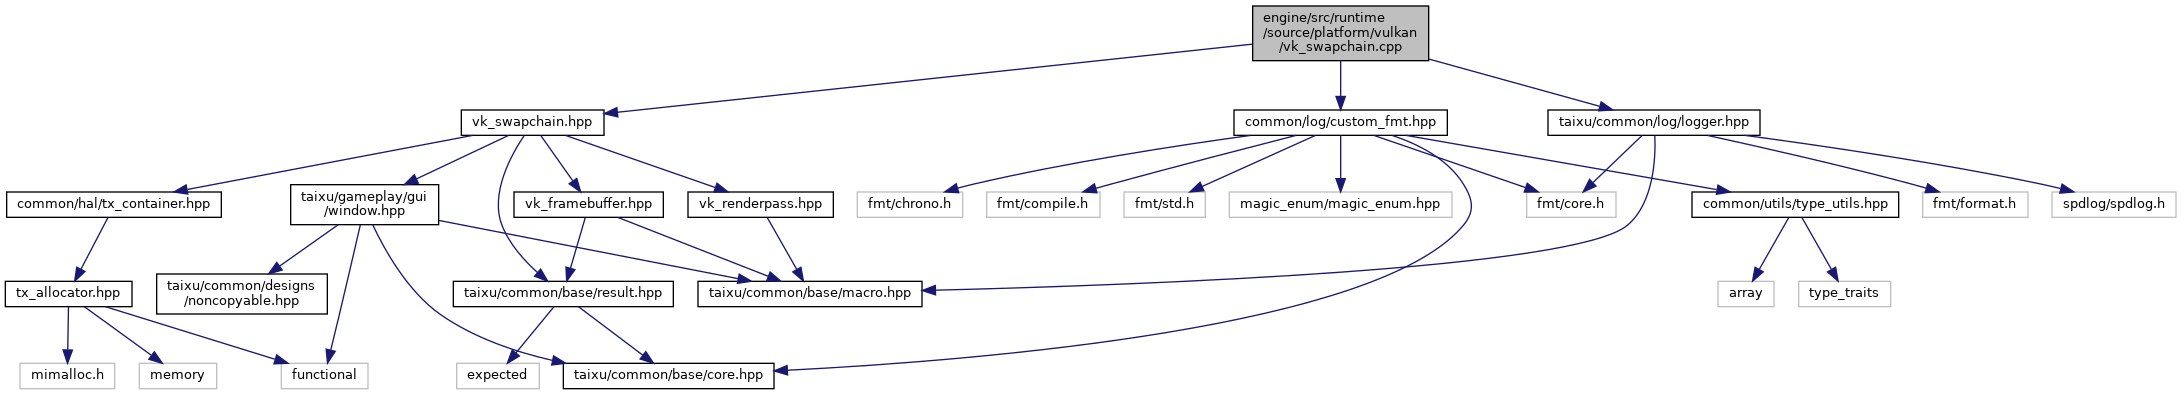 engine/src/runtime
/source/platform/vulkan
/vk_swapchain.cpp
vk_swapchain.hpp
common/log/custom_fmt.hpp
taixu/common/log/logger.hpp
common/hal/tx_container.hpp
taixu/gameplay/gui
/window.hpp
vk_framebuffer.hpp
vk_renderpass.hpp
fmt/chrono.h
fmt/compile.h
fmt/std.h
magic_enum/magic_enum.hpp
fmt/core.h
common/utils/type_utils.hpp
fmt/format.h
spdlog/spdlog.h
tx_allocator.hpp
taixu/common/designs
/noncopyable.hpp
taixu/common/base/result.hpp
taixu/common/base/macro.hpp
array
type_traits
mimalloc.h
memory
functional
expected
taixu/common/base/core.hpp